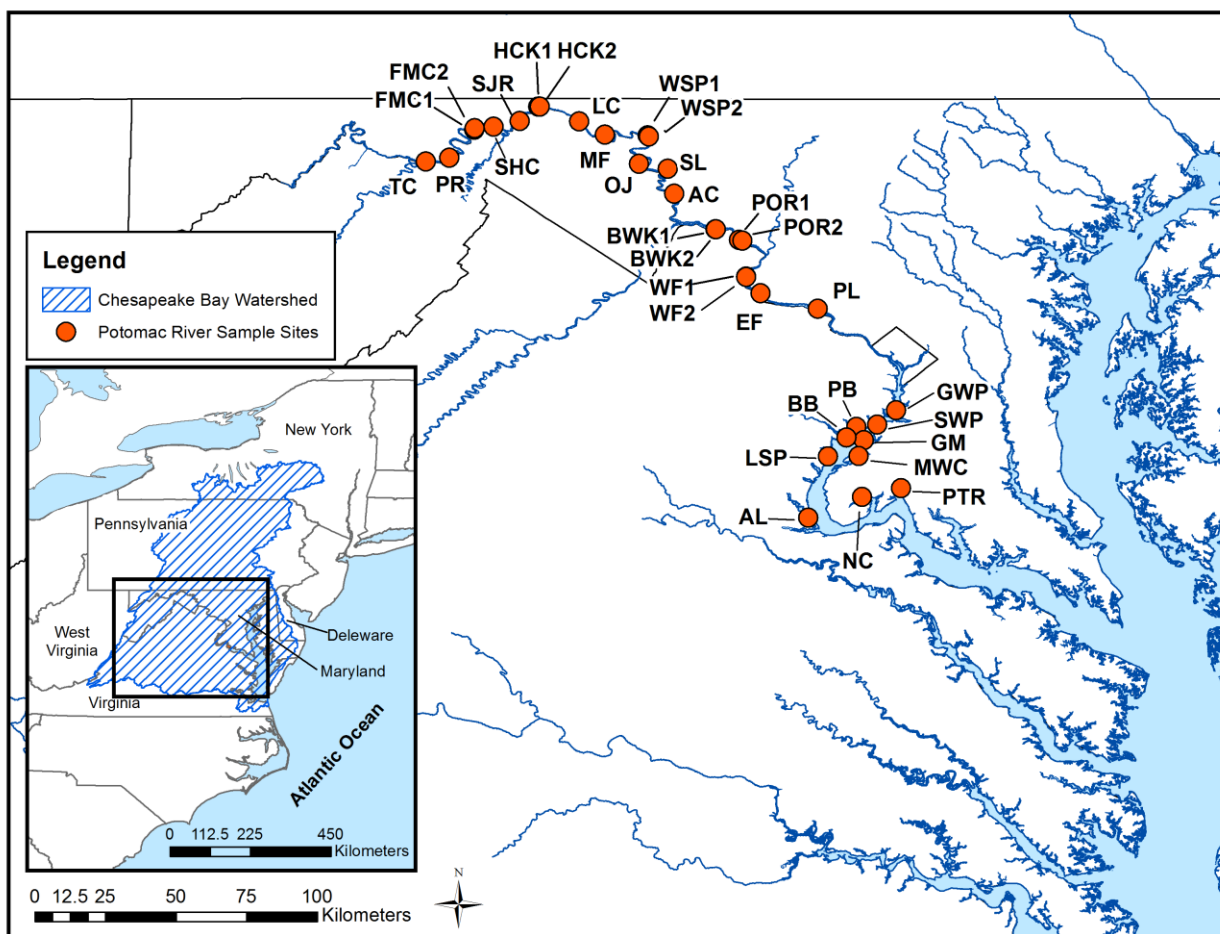 HCK1 HCK2
FMC2
SJR
WSP1
FMC1
LC
WSP2
MF
SHC
SL
TC
PR
OJ
AC
POR1
BWK1
POR2
BWK2
WF1
PL
WF2
EF
Legend
Chesapeake Bay Watershed
Potomac River Sample Sites
PB
GWP
BB
SWP
GM
LSP
MWC
PTR
AL
NC
New York
Pennsylvania
West
Virginia
Deleware
Maryland
Virginia
Atlantic Ocean
0 112.5 225 450
Kilometers
0 12.5 25 50 75 100
Kilometers
N